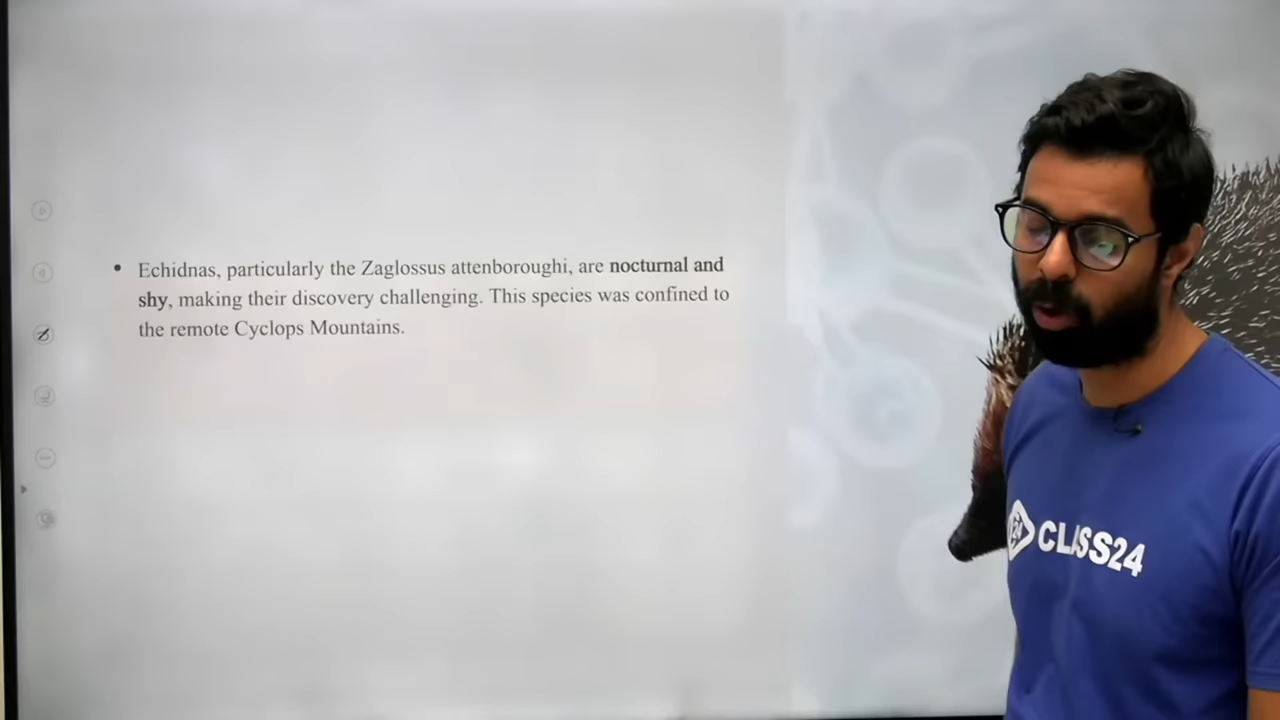 • Echidnas, particularly the Zaglossus attenboroughi, are nocturnal and
shy, making their discovery challenging. This species was confined to
the remote Cyclops Mountains.
24 CLASS24